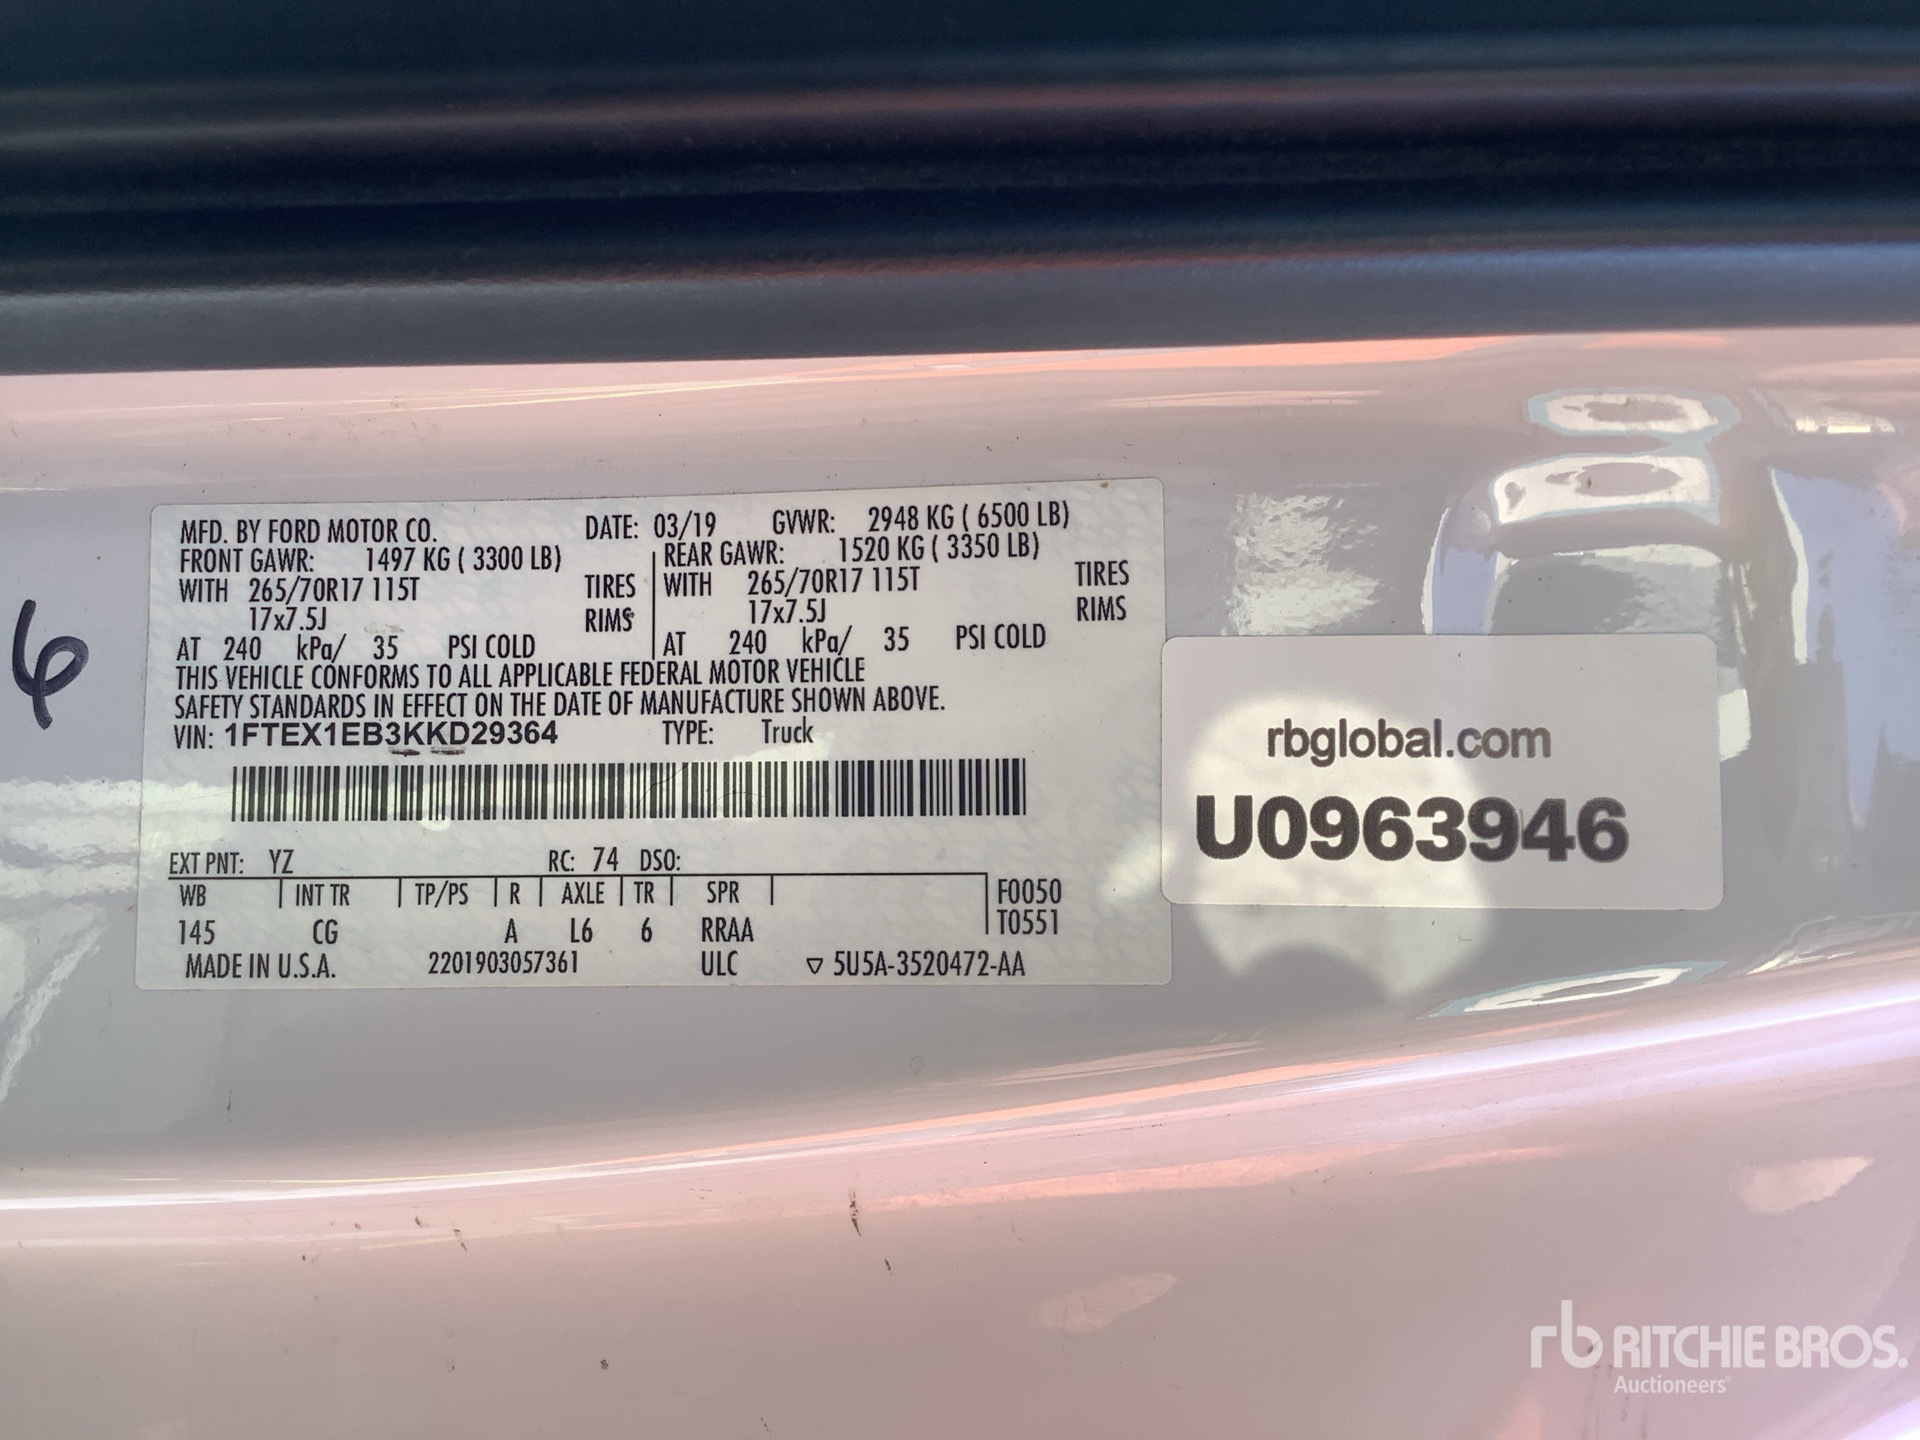 MFD. BY FORD MOTOR CO. DATE: 03/19 GVWR: 2948 KG ( 6500 LB)
FRONT GAWR: 1497 KG ( 3300 LB) REAR GAWR: 1520 KG ( 3350 LB)
WITH 265/70R17 115T TIRES WITH 265/70R17 115T TIRES
17x7.5J RIMS 17x7.5J RIMS
AT 240 kPa/ 35 PSI COLD AT 240 kPa/ 35 PSI COLD
THIS VEHICLE CONFORMS TO ALL APPLICABLE FEDERAL MOTOR VEHICLE
SAFETY STANDARDS IN EFFECT ON THE DATE OF MANUFACTURE SHOWN ABOVE.
VIN: 1FTEX1EB3KKD29364 TYPE: Truck
EXT PNT: YZ RC: 74 DSO:
WB INT TR TP/PS R AXLE TR SPR F0050
145 CG A L6 6 RRAA T0551
MADE IN U.S.A. 2201903057361 ULC ▽ 5U5A-3520472-AA
6
rbglobal.com
U0963946
rb RITCHIE BROS.
Auctioneers